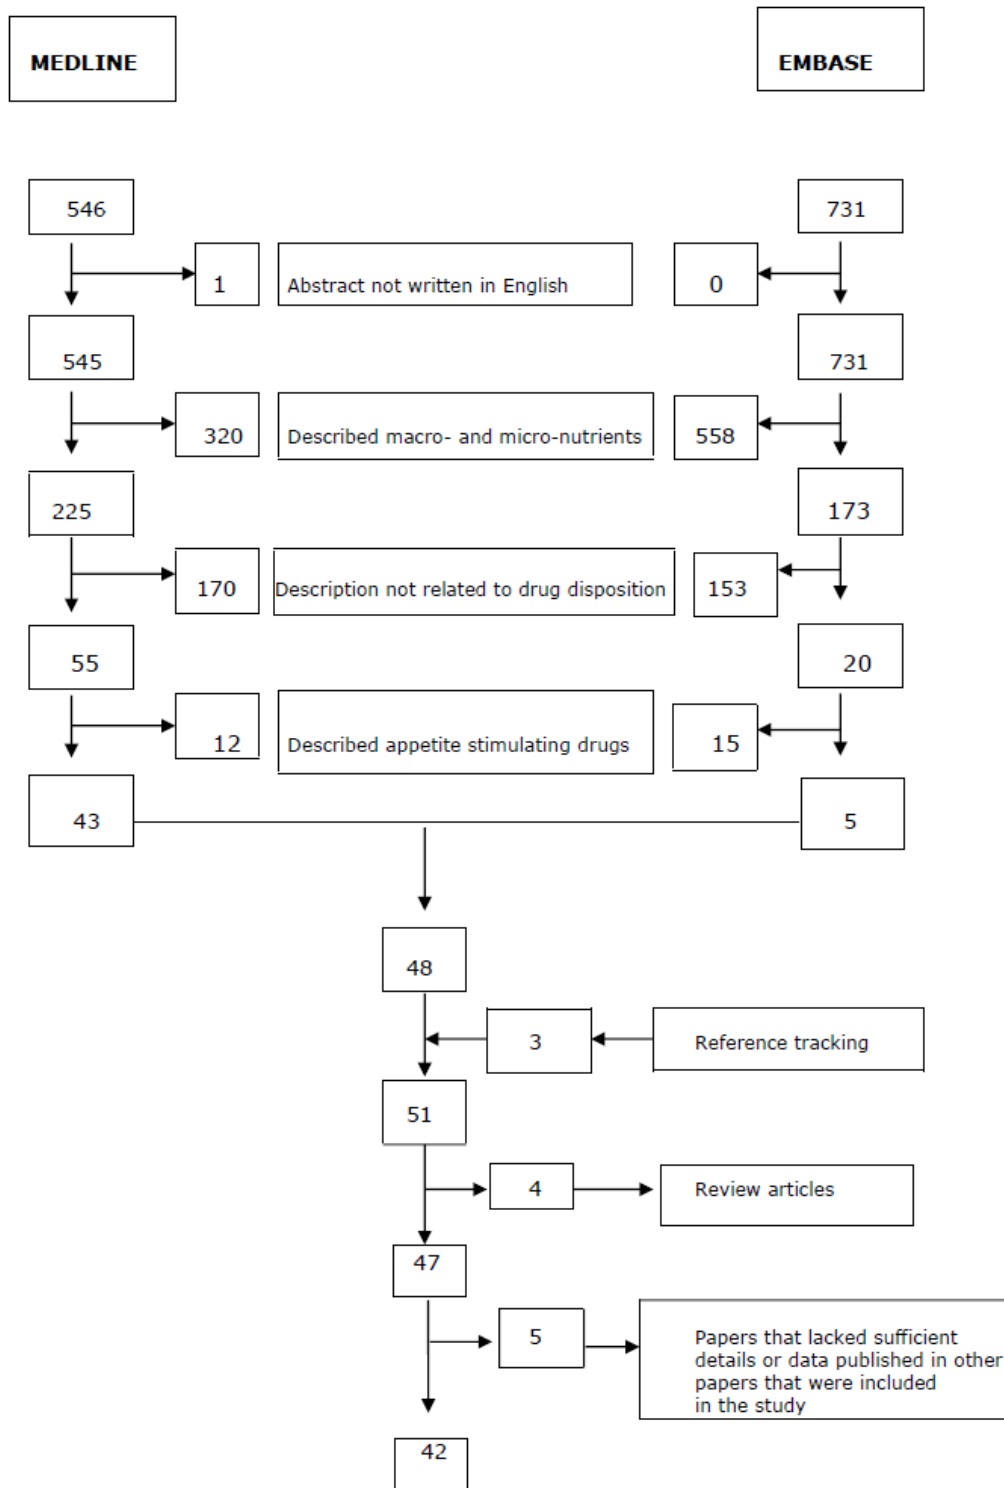 MEDLINE
EMBASE
546
731
1
Abstract not written in English
0
545
731
320
Described macro- and micro-nutrients
558
225
173
170
Description not related to drug disposition
153
55
20
12
Described appetite stimulating drugs
15
43
5
48
3
Reference tracking
51
4
Review articles
47
5
Papers that lacked sufficient
details or data published in other
papers that were included
in the study
42